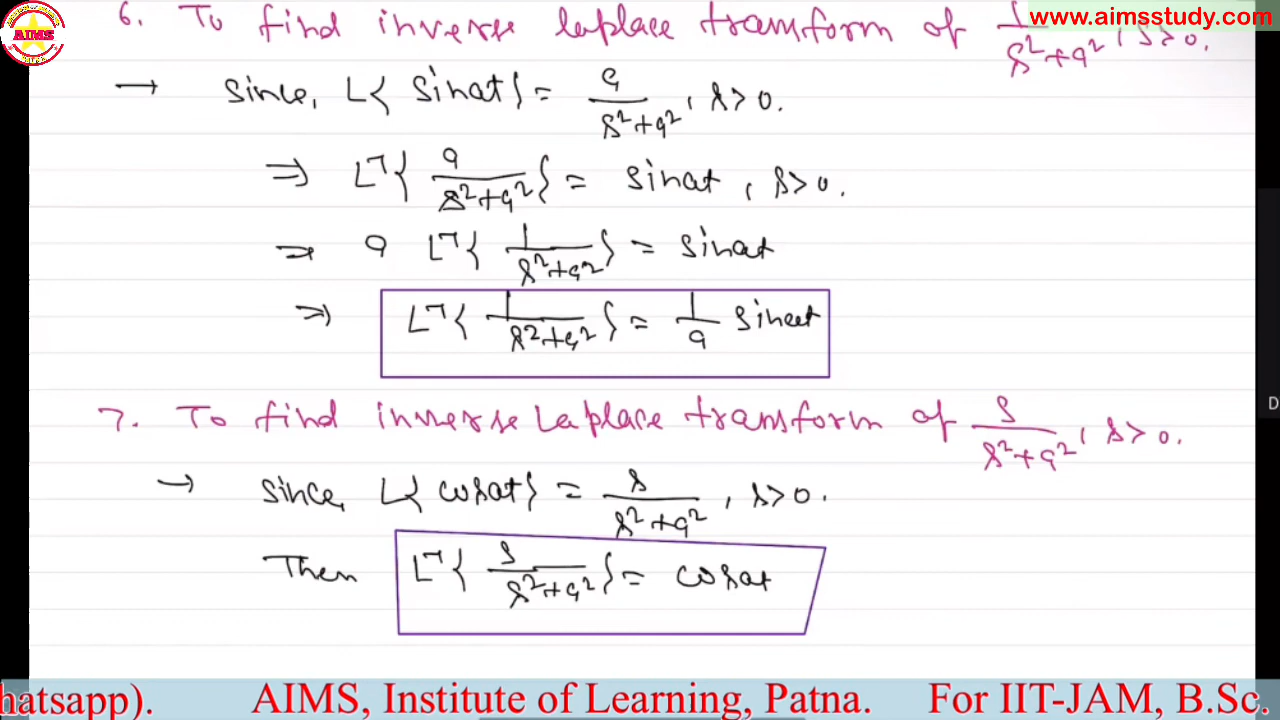 AIMS
www.aimsstudy.com
6. To find inverse laplace transform of 1/(s²+a²), s>0.
→ Since, L{sinat} = a/(s²+a²), s>0.
⇒ L⁻¹{a/(s²+a²)} = sinat, s>0.
⇒ a L⁻¹{1/(s²+a²)} = sinat
⇒ L⁻¹{1/(s²+a²)} = 1/a sinat
7. To find inverse Laplace transform of s/(s²+a²), s>0.
→ since, L{cosat} = s/(s²+a²), s>0.
Then L⁻¹{s/(s²+a²)} = cosat
D
hatsapp). AIMS, Institute of Learning, Patna. For IIT-JAM, B.Sc.